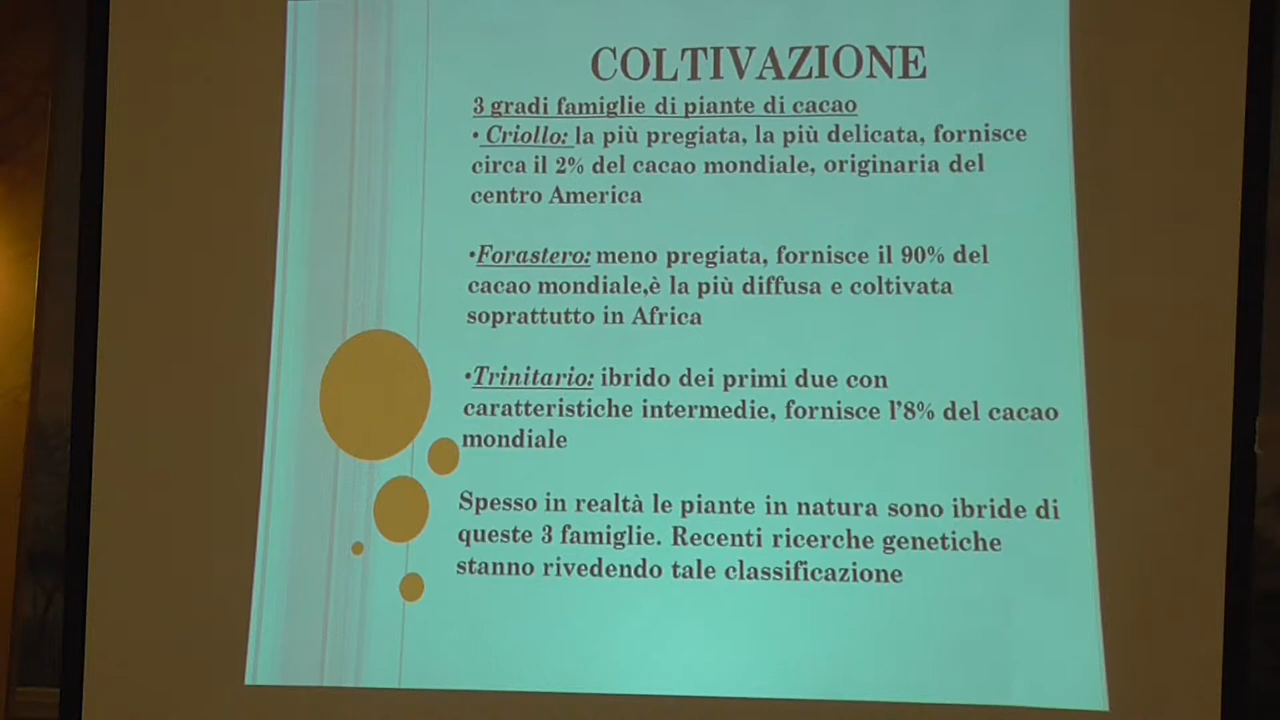 COLTIVAZIONE
3 gradi famiglie di piante di cacao
• Criollo: la più pregiata, la più delicata, fornisce
circa il 2% del cacao mondiale, originaria del
centro America
•Forastero: meno pregiata, fornisce il 90% del
cacao mondiale,è la più diffusa e coltivata
soprattutto in Africa
•Trinitario: ibrido dei primi due con
caratteristiche intermedie, fornisce l'8% del cacao
mondiale
Spesso in realtà le piante in natura sono ibride di
queste 3 famiglie. Recenti ricerche genetiche
stanno rivedendo tale classificazione